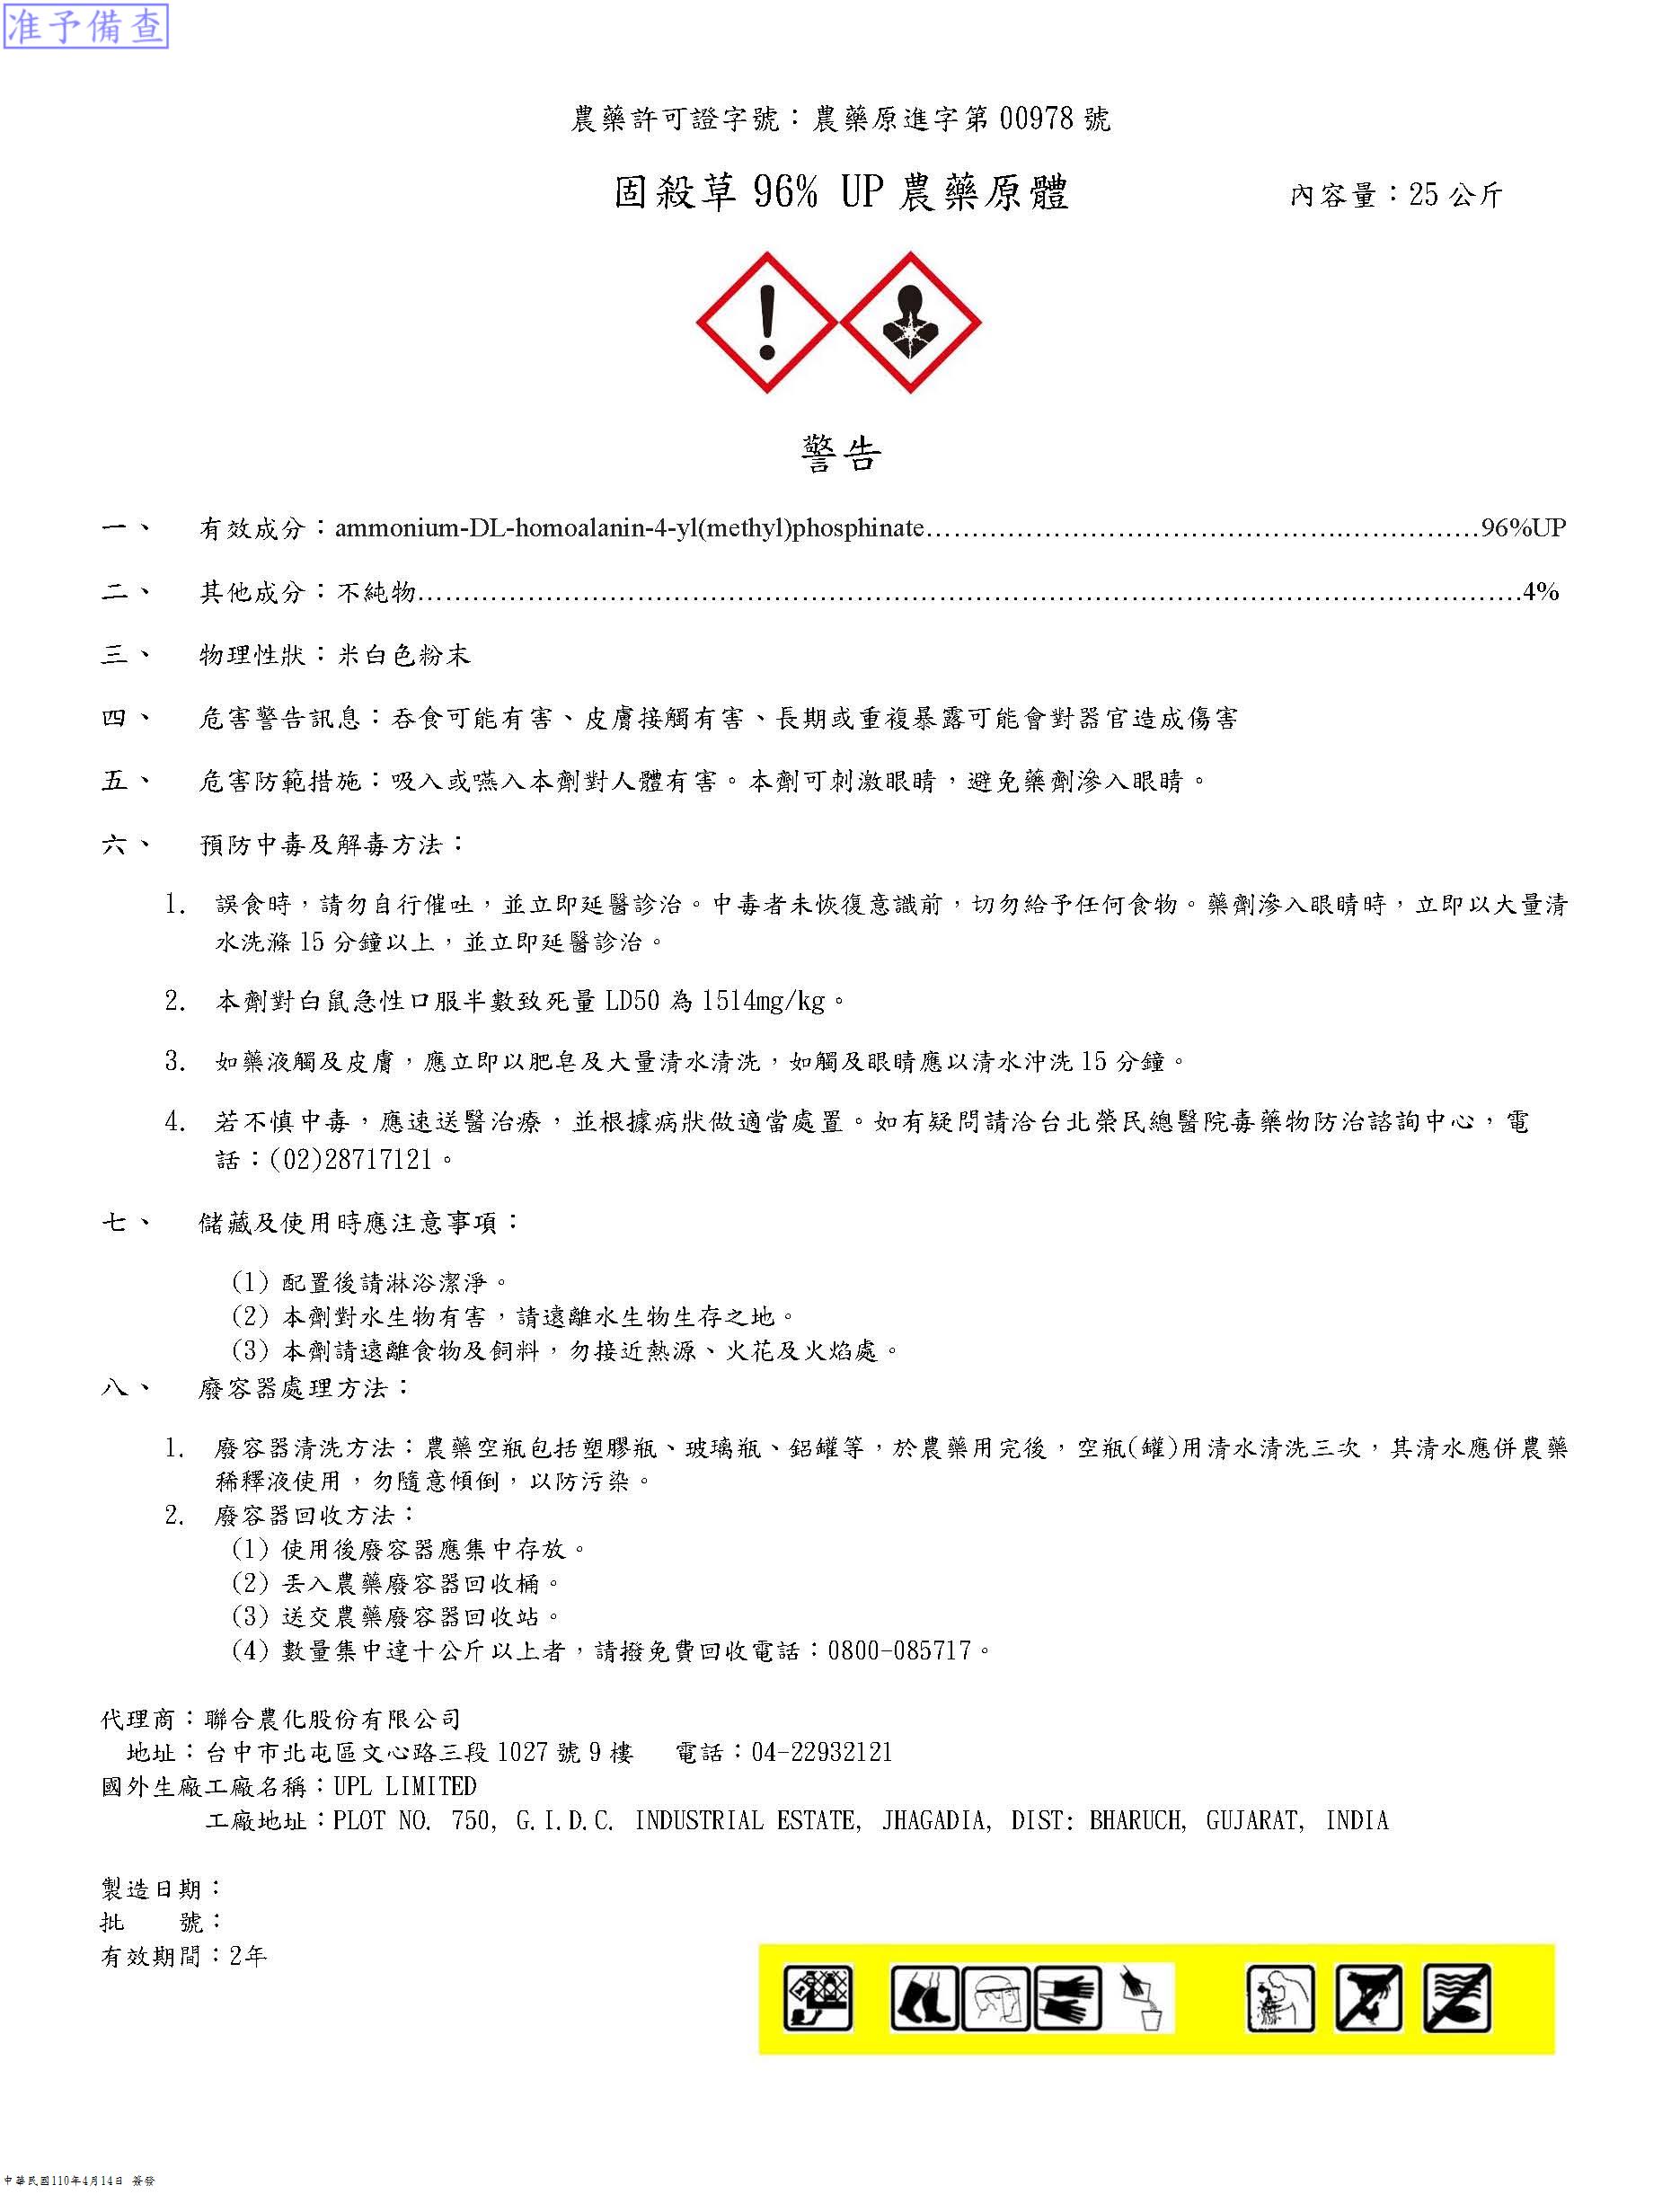 准予備查
農藥許可證字號：農藥原進字第 00978 號
固殺草 96% UP 農藥原體
內容量：25 公斤
警告
一、 有效成分：ammonium-DL-homoalanin-4-yl(methyl)phosphinate……………………………………………………96%UP
二、 其他成分：不純物…………………………………………………………………………………………………………4%
三、 物理性狀：米白色粉末
四、 危害警告訊息：吞食可能有害、皮膚接觸有害、長期或重複暴露可能會對器官造成傷害
五、 危害防範措施：吸入或嚥入本劑對人體有害。本劑可刺激眼睛，避免藥劑滲入眼睛。
六、 預防中毒及解毒方法：
1. 誤食時，請勿自行催吐，並立即延醫診治。中毒者未恢復意識前，切勿給予任何食物。藥劑滲入眼睛時，立即以大量清
水洗滌 15 分鐘以上，並立即延醫診治。
2. 本劑對白鼠急性口服半數致死量 LD50 為 1514mg/kg。
3. 如藥液觸及皮膚，應立即以肥皂及大量清水清洗，如觸及眼睛應以清水沖洗 15 分鐘。
4. 若不慎中毒，應速送醫治療，並根據病狀做適當處置。如有疑問請洽台北榮民總醫院毒藥物防治諮詢中心，電
話：(02)28717121。
七、 儲藏及使用時應注意事項：
(1) 配置後請淋浴潔淨。
(2) 本劑對水生物有害，請遠離水生物生存之地。
(3) 本劑請遠離食物及飼料，勿接近熱源、火花及火焰處。
八、 廢容器處理方法：
1. 廢容器清洗方法：農藥空瓶包括塑膠瓶、玻璃瓶、鋁罐等，於農藥用完後，空瓶(罐)用清水清洗三次，其清水應併農藥
稀釋液使用，勿隨意傾倒，以防污染。
2. 廢容器回收方法：
(1) 使用後廢容器應集中存放。
(2) 丟入農藥廢容器回收桶。
(3) 送交農藥廢容器回收站。
(4) 數量集中達十公斤以上者，請撥免費回收電話：0800-085717。
代理商：聯合農化股份有限公司
地址：台中市北屯區文心路三段 1027 號 9 樓 電話：04-22932121
國外生廠工廠名稱：UPL LIMITED
工廠地址：PLOT NO. 750, G.I.D.C. INDUSTRIAL ESTATE, JHAGADIA, DIST: BHARUCH, GUJARAT, INDIA
製造日期：
批 號：
有效期間：2年
中華民國110年4月14日 簽發